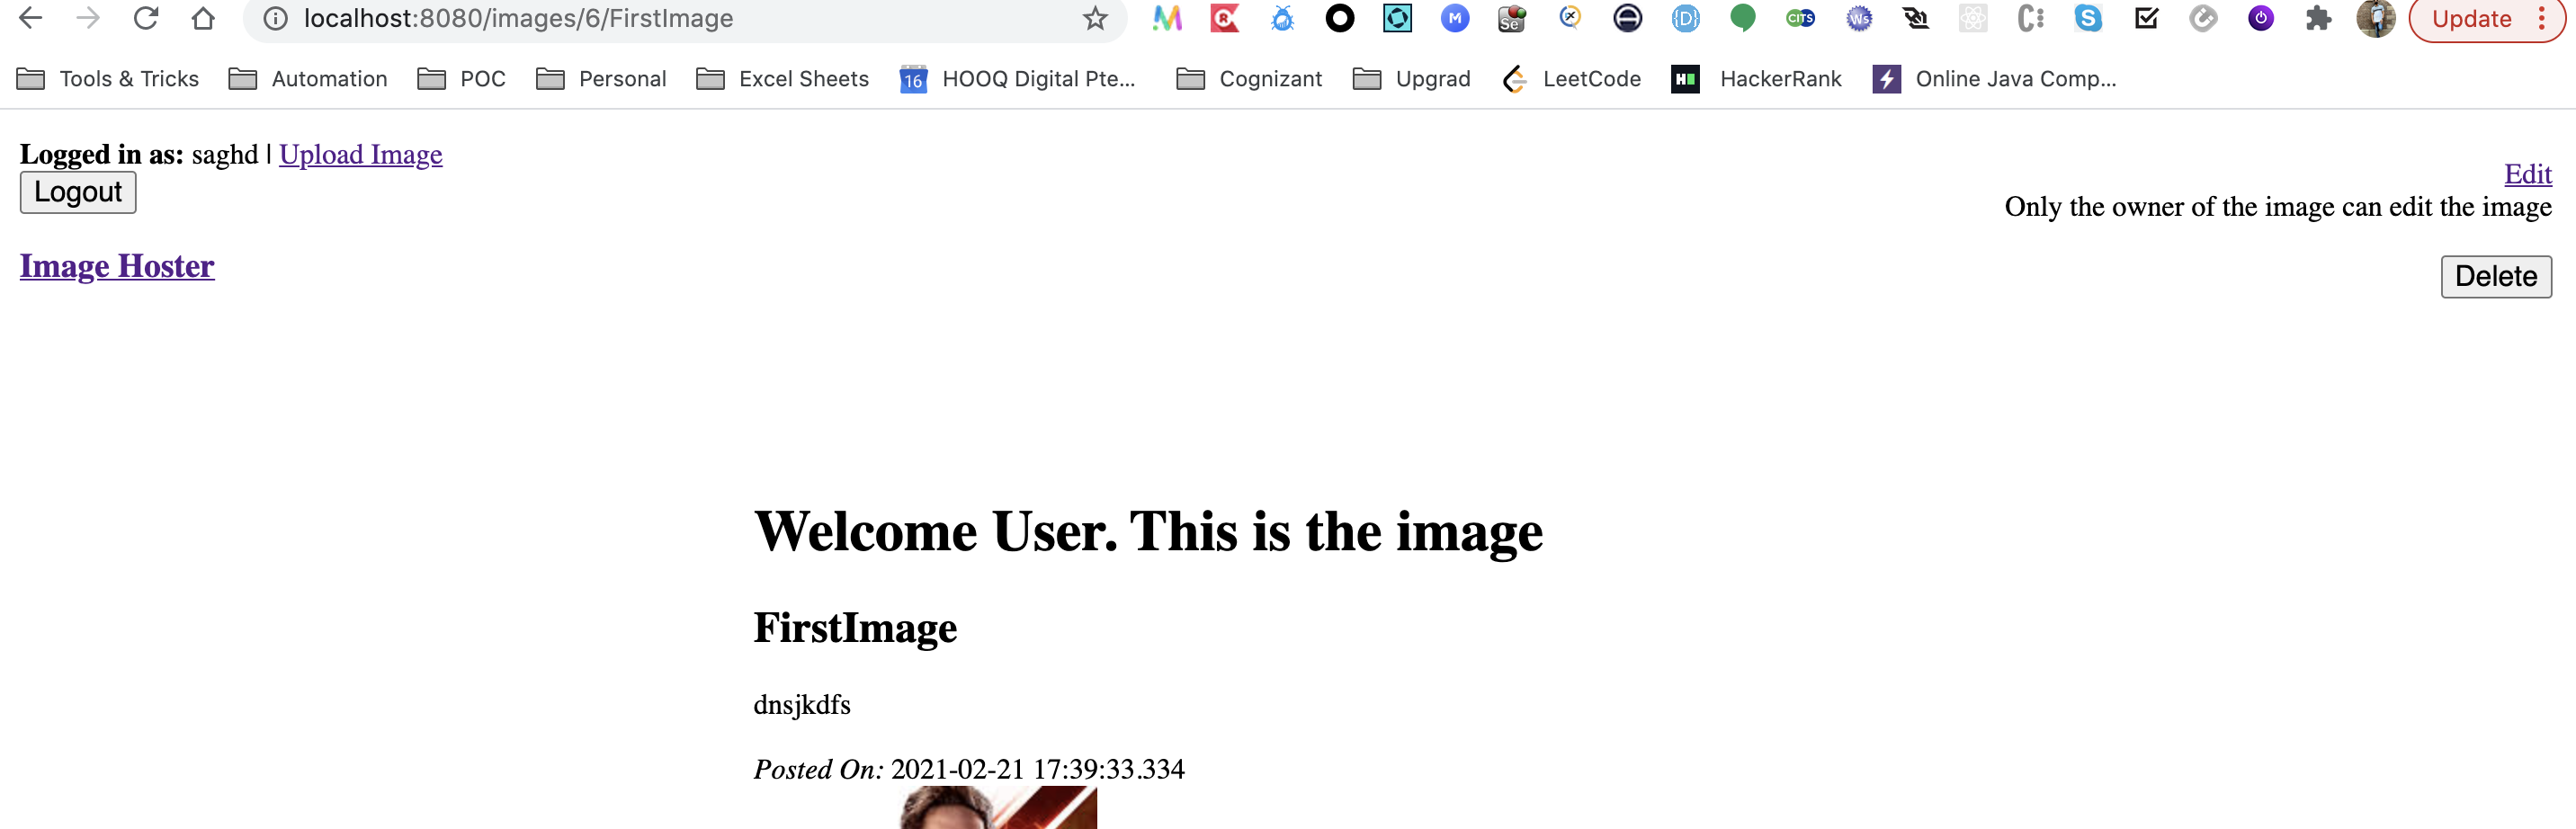 localhost:8080/images/6/FirstImage
Update
Tools & Tricks Automation POC Personal Excel Sheets 16 HOOQ Digital Pte... Cognizant Upgrad LeetCode HackerRank Online Java Comp...
Logged in as: saghd | Upload Image
Logout
Edit
Only the owner of the image can edit the image
Image Hoster
Delete
Welcome User. This is the image
FirstImage
dnsjkdfs
Posted On: 2021-02-21 17:39:33.334